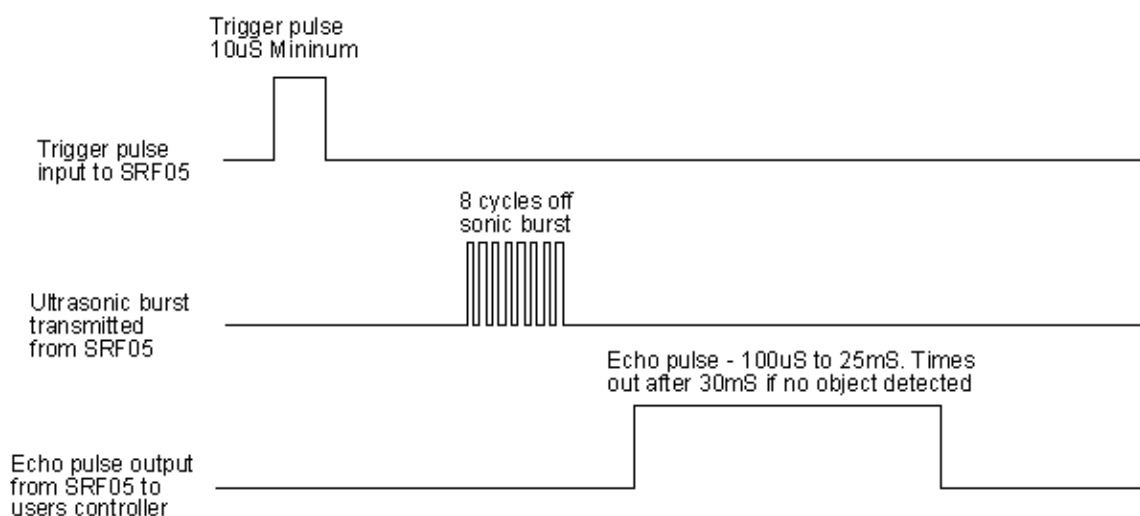 Trigger pulse
10uS Mininum
Trigger pulse
input to SRF05
8 cycles off
sonic burst
Ultrasonic burst
transmitted
from SRF05
Echo pulse - 100uS to 25mS. Times
out after 30mS if no object detected
Echo pulse output
from SRF05 to
users controller